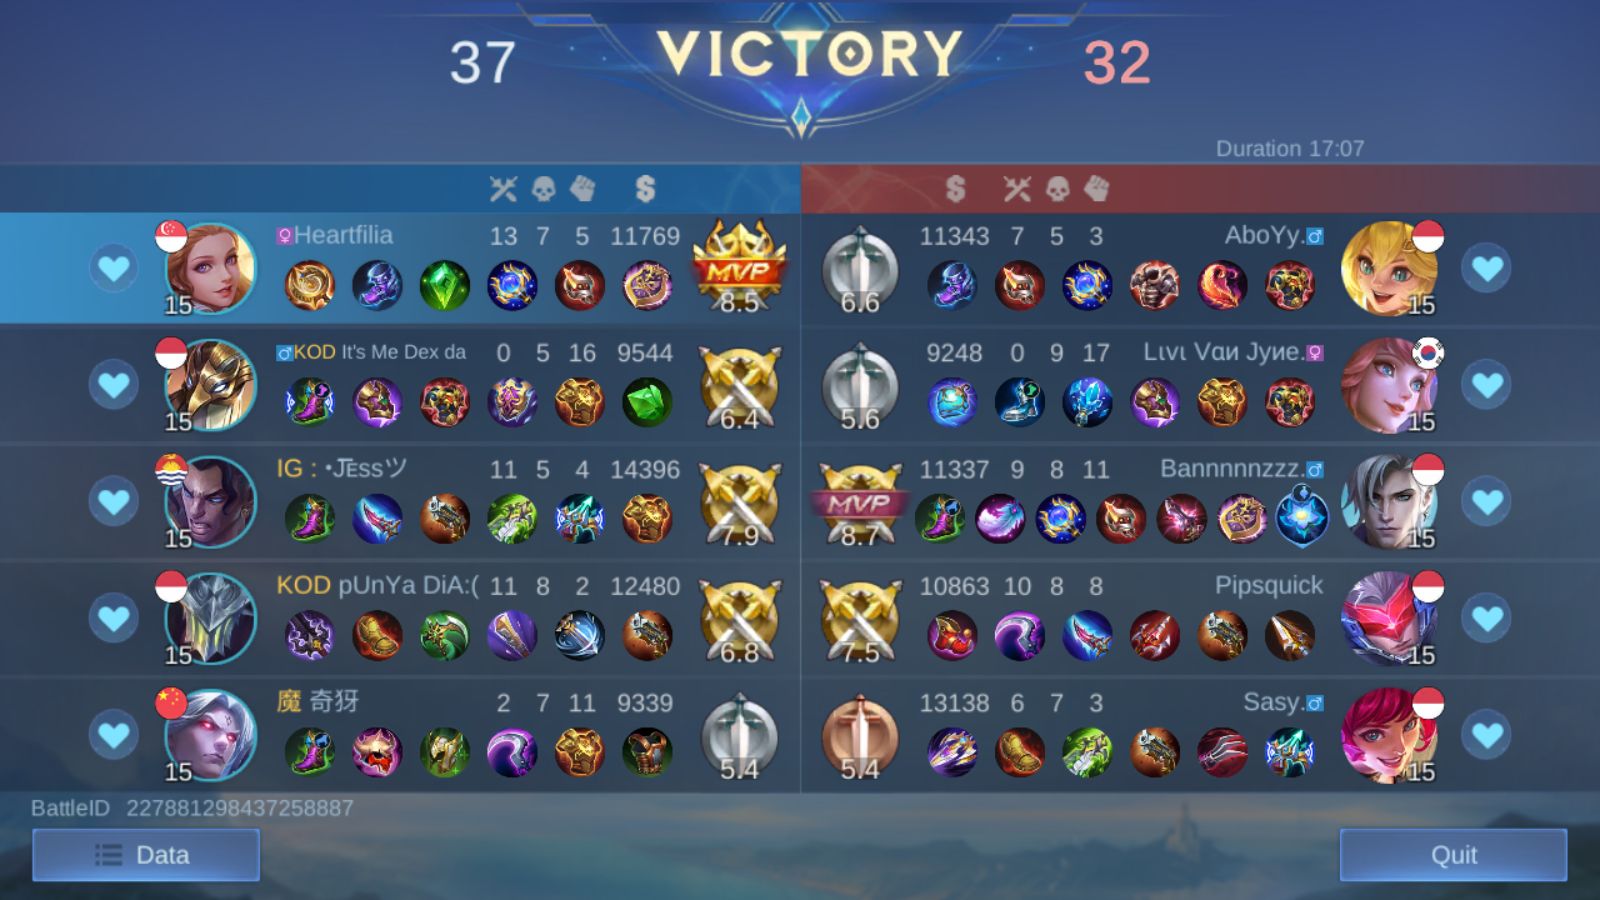 37 VICTORY 32
Duration 17:07
Heartfilia 13 7 5 11769 MVP 8.5 15
6.6 11343 7 5 3 AboYy. 15
KOD It's Me Dex da 0 5 16 9544 6.4 15
5.6 9248 0 9 17 Lιvι Vαи Jyиe. 15
IG : •JEssツ 11 5 4 14396 7.9 15
MVP 8.7 11337 9 8 11 Bannnnnzzz. 15
KOD pUnYa DiA:( 11 8 2 12480 6.8 15
7.5 10863 10 8 8 Pipsquick 15
魔 奇犽 2 7 11 9339 5.4 15
5.4 13138 6 7 3 Sasy. 15
BattleID 227881298437258887
Data
Quit